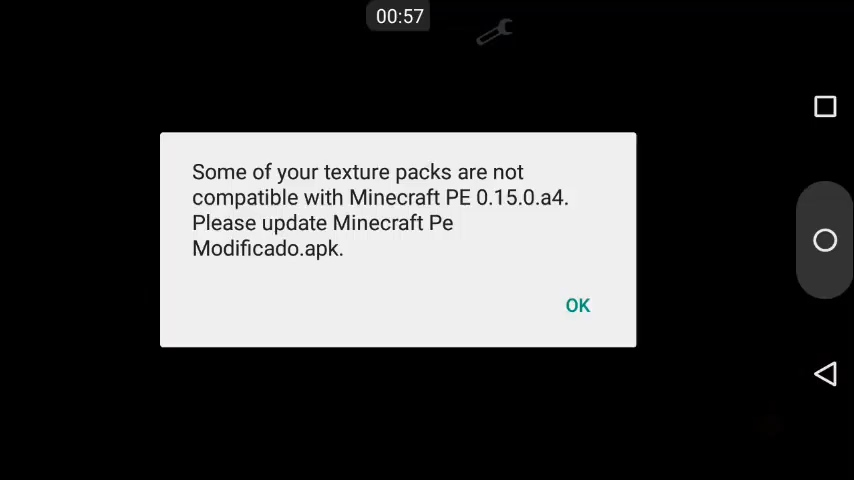 00:57
Some of your texture packs are not
compatible with Minecraft PE 0.15.0.a4.
Please update Minecraft Pe
Modificado.apk.
OK